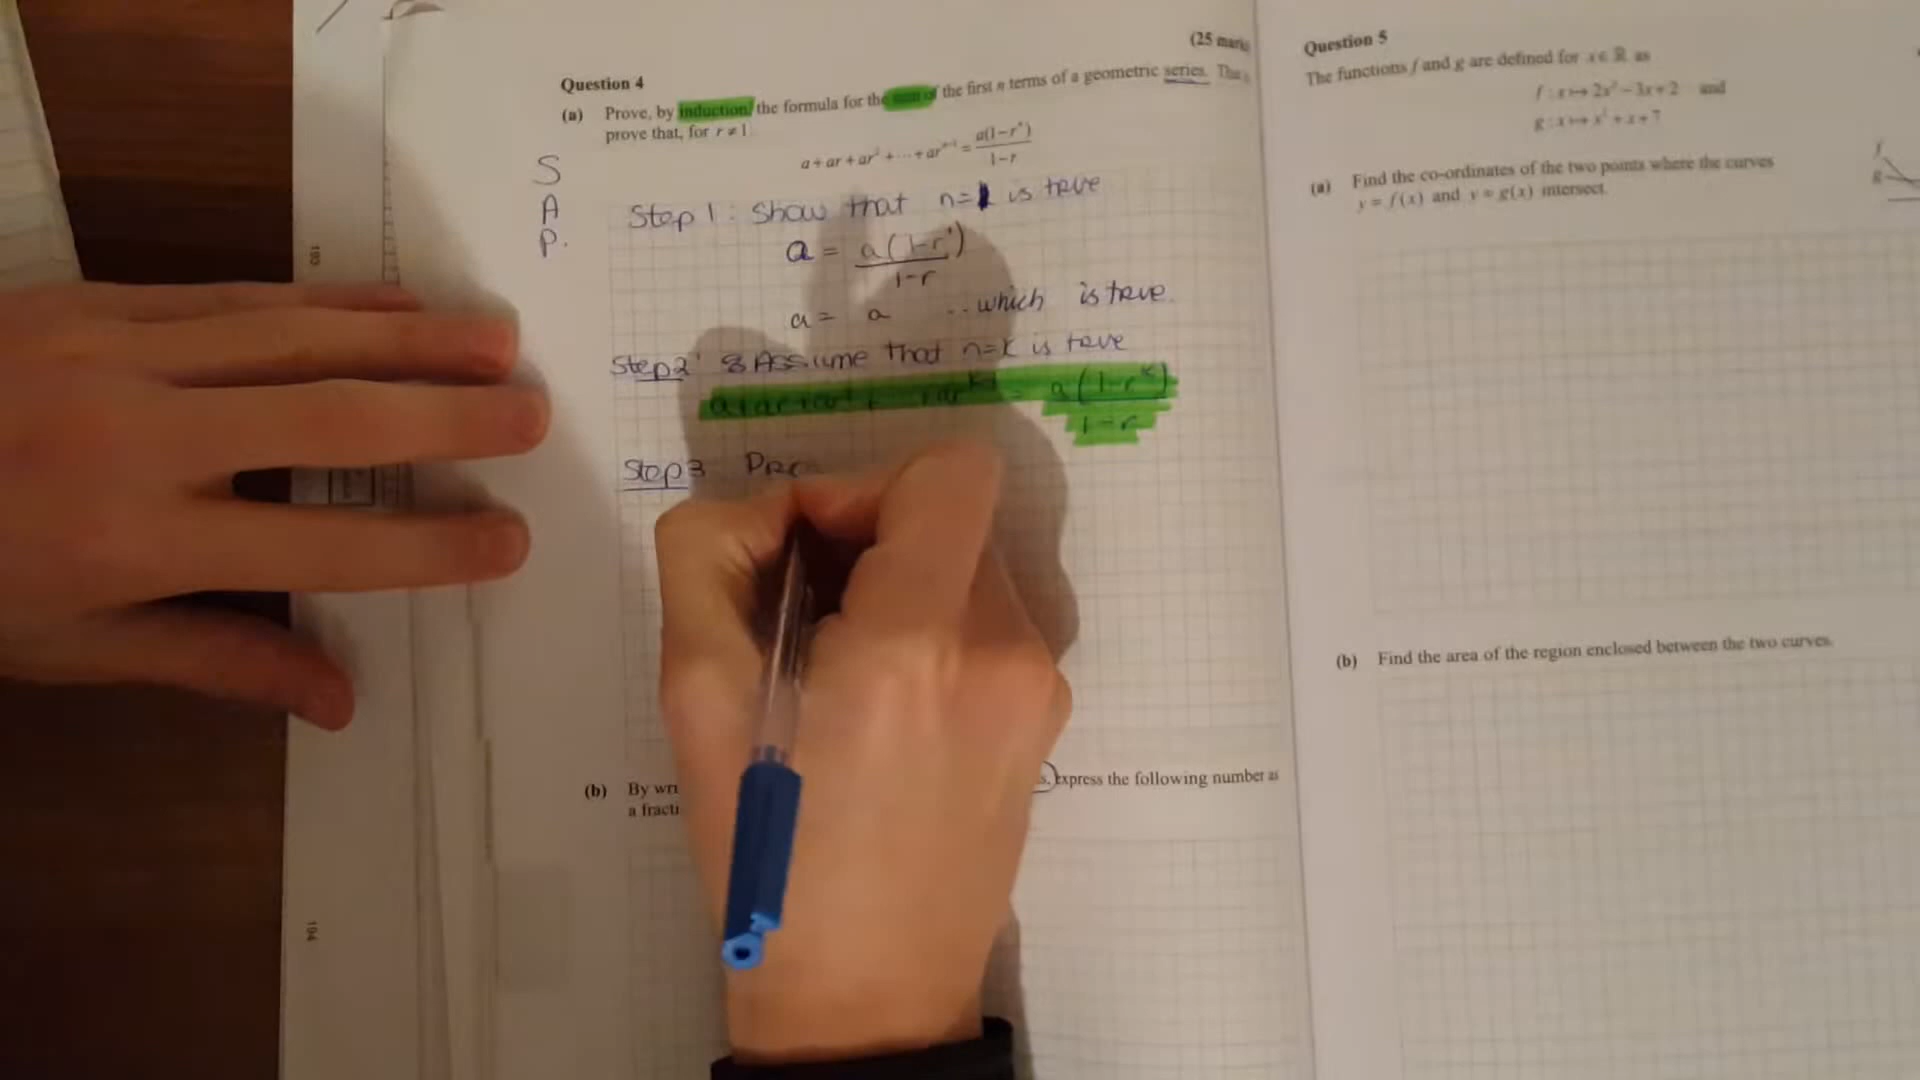 (25 marks
Question 4
(a) Prove, by induction, the formula for the sum of the first n terms of a geometric series. That
prove that, for r ≠ 1
a + ar + ar² + ··· + arⁿ⁻¹ = a(1−rⁿ)/1−r
S
A
P.
Step 1: Show that n=1 is true
a = a(1-r¹)/1-r
a = a ..which is true.
Step 2: Assume that n=k is true
a+ar+ar²+ +arᵏ⁻¹ = a(1-rᵏ)/1-r
Step 3
(b) By wri
s, express the following number as
a fracti
193
194
Question 5
The functions f and g are defined for x ∈ ℝ as
f : x ↦ 2x² − 3x + 2 and
g : x ↦ x² + x + 7
(a) Find the co-ordinates of the two points where the curves
y = f(x) and y = g(x) intersect.
f
g
(b) Find the area of the region enclosed between the two curves.